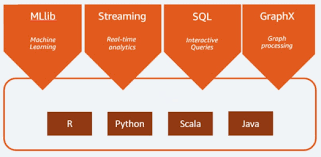 MLlib
Machine
Learning
Streaming
Real-time
analytics
SQL
Interactive
Queries
GraphX
Graph
processing
R
Python
Scala
Java